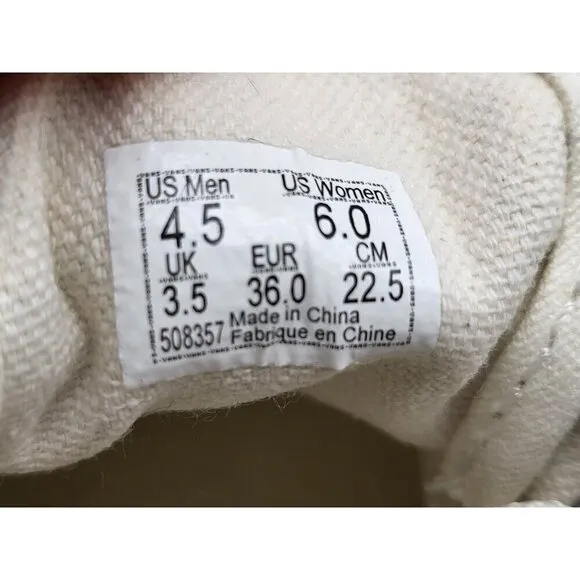 US Men US Women
4.5 6.0
UK EUR CM
3.5 36.0 22.5
508357 Made in China
Fabrique en Chine